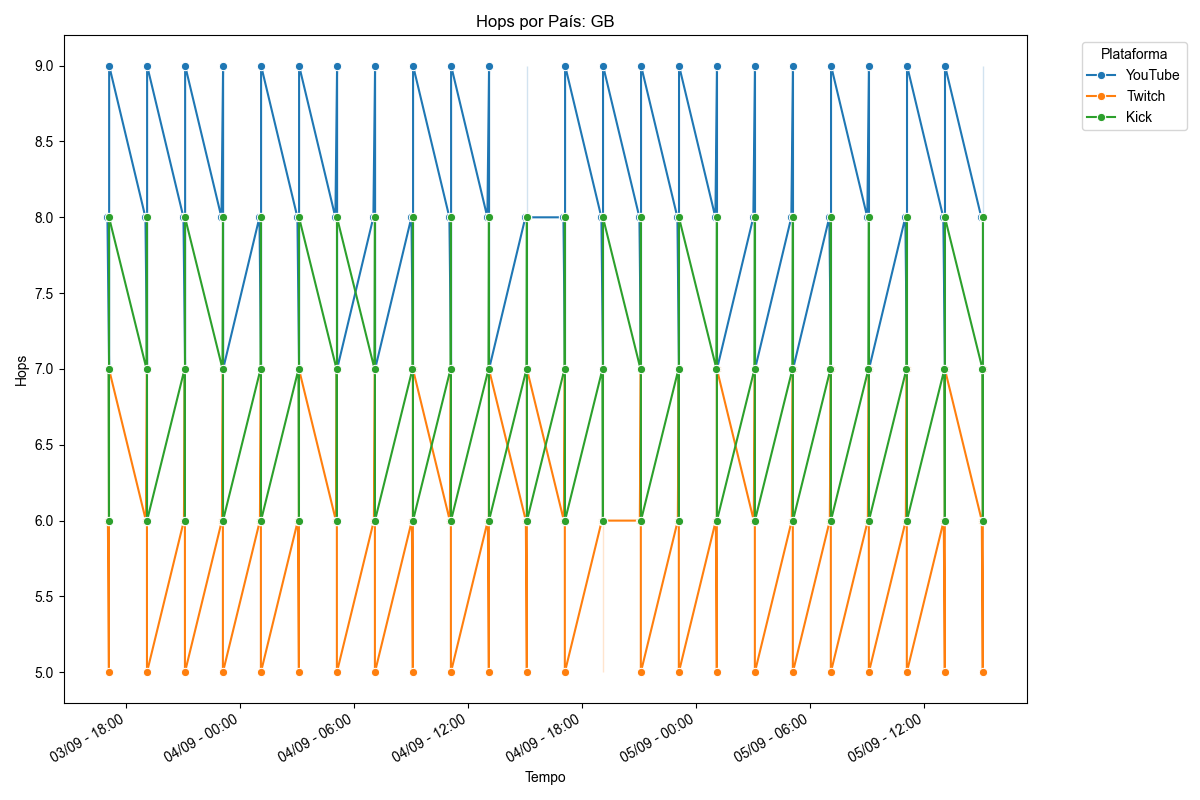 Hops por País: GB
Plataforma
YouTube
Twitch
Kick
Hops
9.0
8.5
8.0
7.5
7.0
6.5
6.0
5.5
5.0
03/09 - 18:00
04/09 - 00:00
04/09 - 06:00
04/09 - 12:00
04/09 - 18:00
05/09 - 00:00
05/09 - 06:00
05/09 - 12:00
Tempo